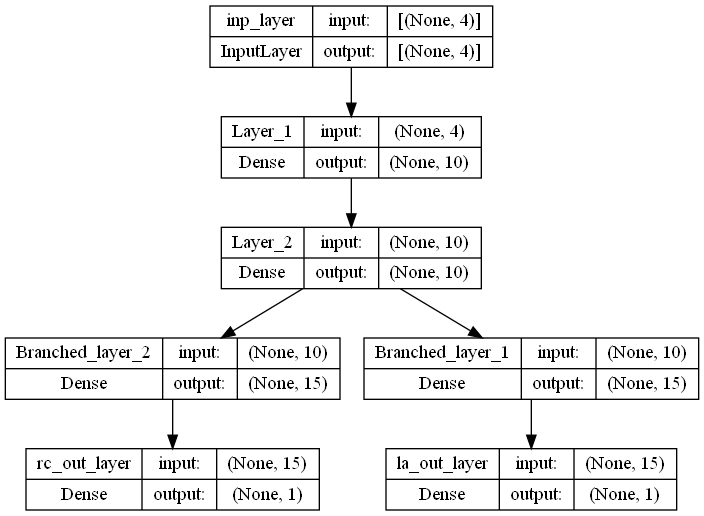 inp_layer input: [(None, 4)]
InputLayer output: [(None, 4)]
Layer_1 input: (None, 4)
Dense output: (None, 10)
Layer_2 input: (None, 10)
Dense output: (None, 10)
Branched_layer_2 input: (None, 10)
Dense output: (None, 15)
Branched_layer_1 input: (None, 10)
Dense output: (None, 15)
rc_out_layer input: (None, 15)
Dense output: (None, 1)
la_out_layer input: (None, 15)
Dense output: (None, 1)